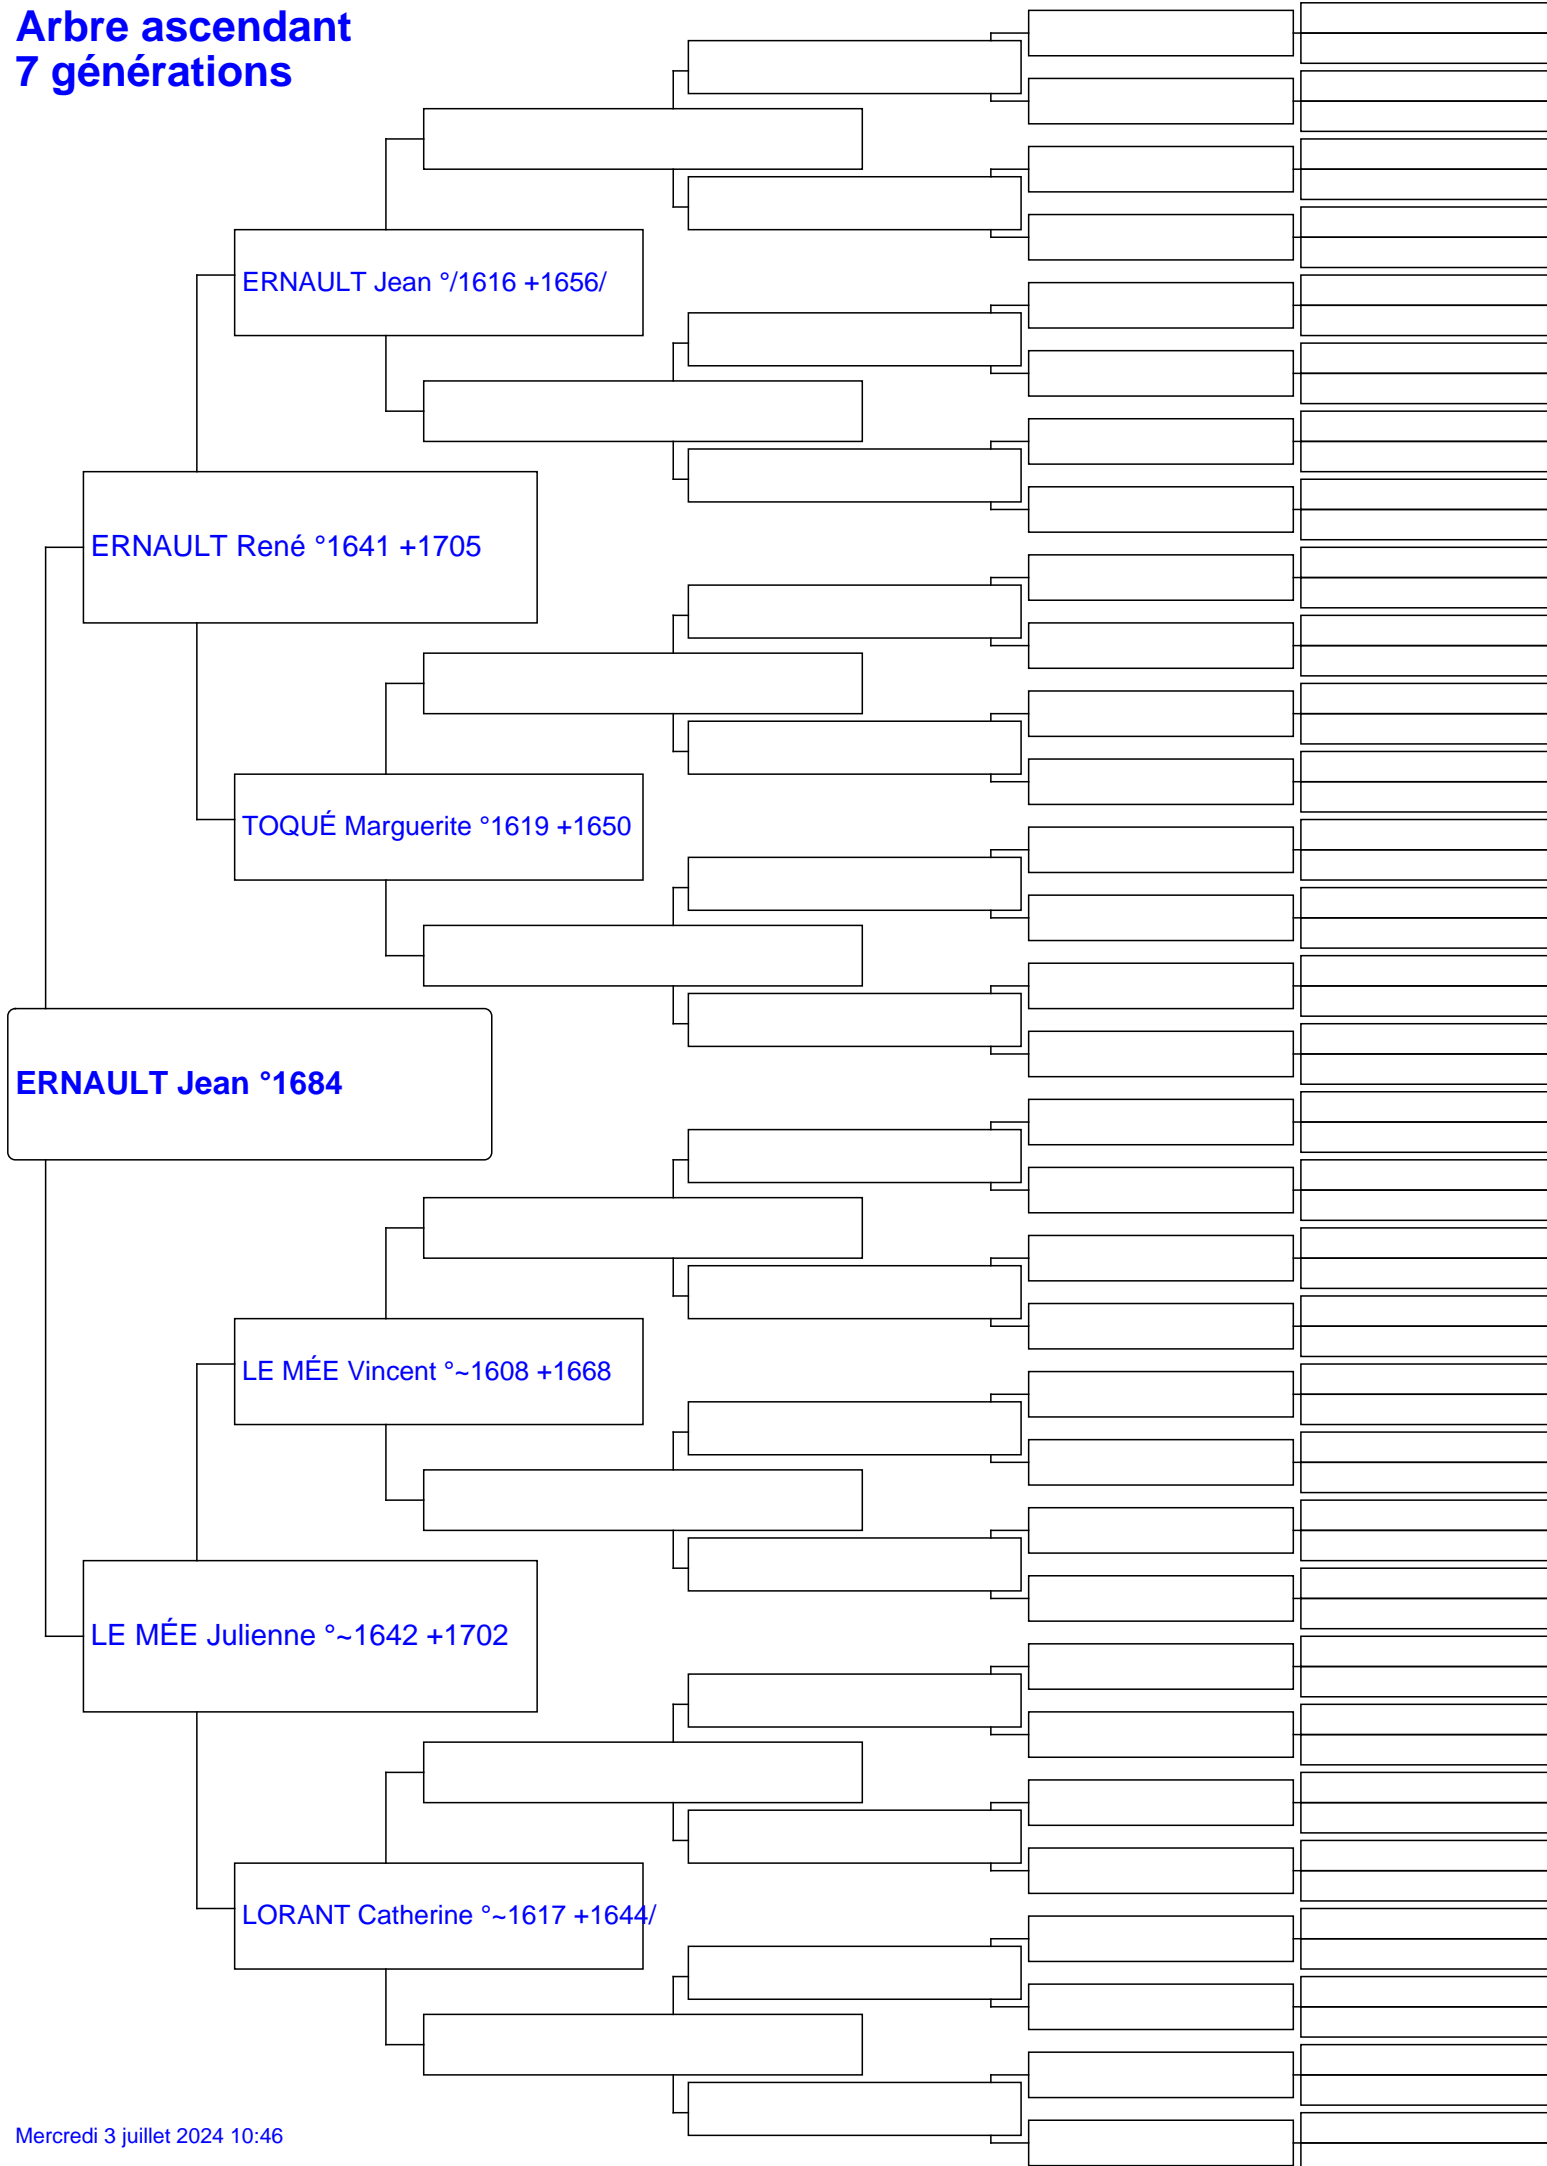 Arbre ascendant
7 générations
ERNAULT Jean °/1616 +1656/
ERNAULT René °1641 +1705
TOQUÉ Marguerite °1619 +1650
ERNAULT Jean °1684
LE MÉE Vincent °~1608 +1668
LE MÉE Julienne °~1642 +1702
LORANT Catherine °~1617 +1644/
Mercredi 3 juillet 2024 10:46